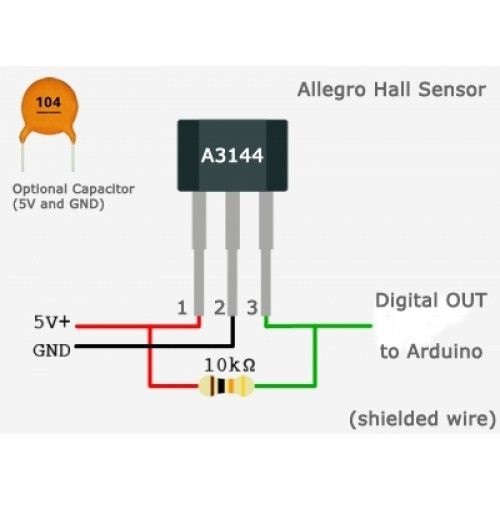 Allegro Hall Sensor
104
A3144
Optional Capacitor
(5V and GND)
1 2 3
5V+
GND
10kΩ
Digital OUT
to Arduino
(shielded wire)